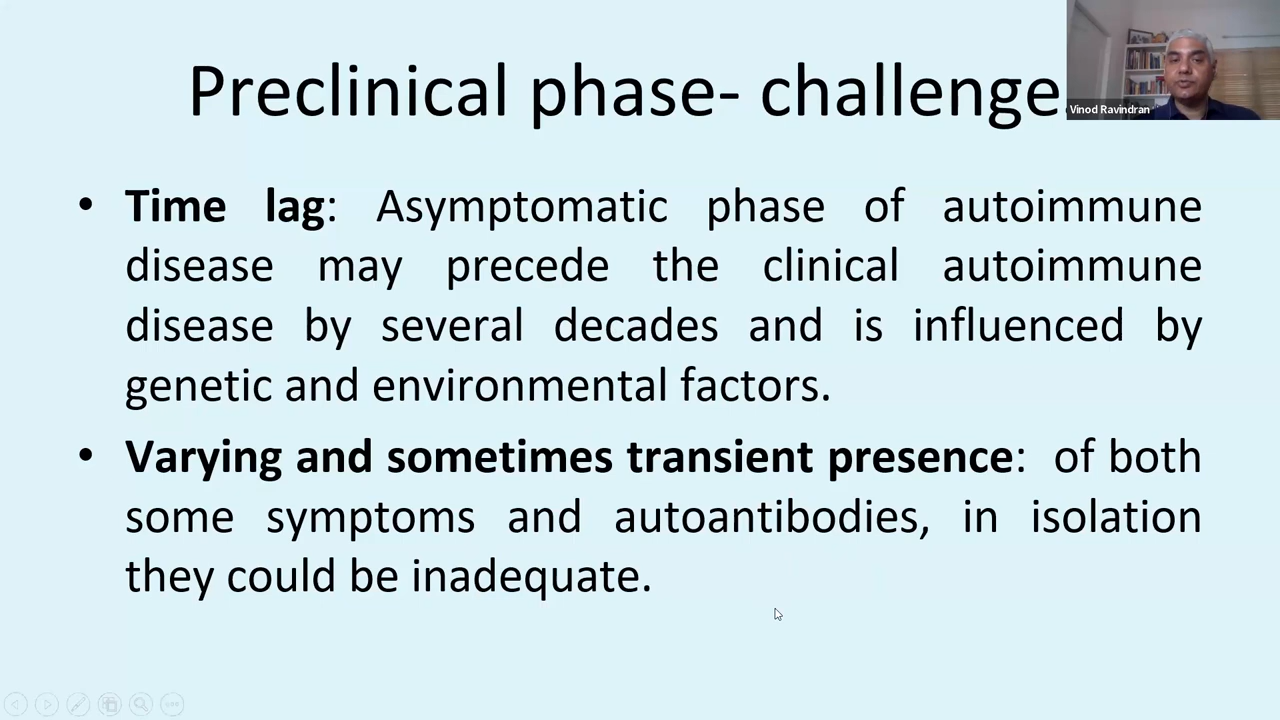 Preclinical phase- challenge
Vinod Ravindran
• Time lag: Asymptomatic phase of autoimmune
disease may precede the clinical autoimmune
disease by several decades and is influenced by
genetic and environmental factors.
• Varying and sometimes transient presence: of both
some symptoms and autoantibodies, in isolation
they could be inadequate.